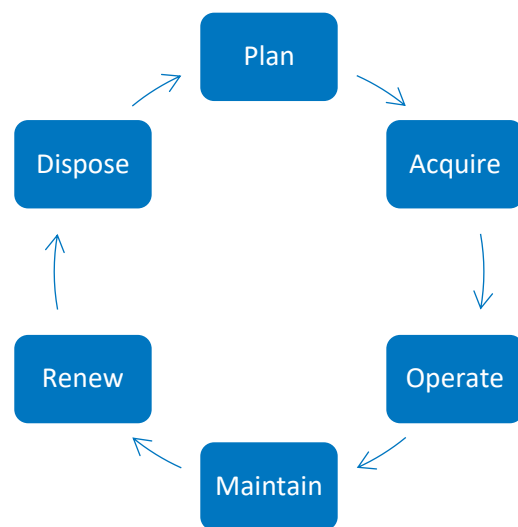 Plan
Acquire
Operate
Maintain
Renew
Dispose